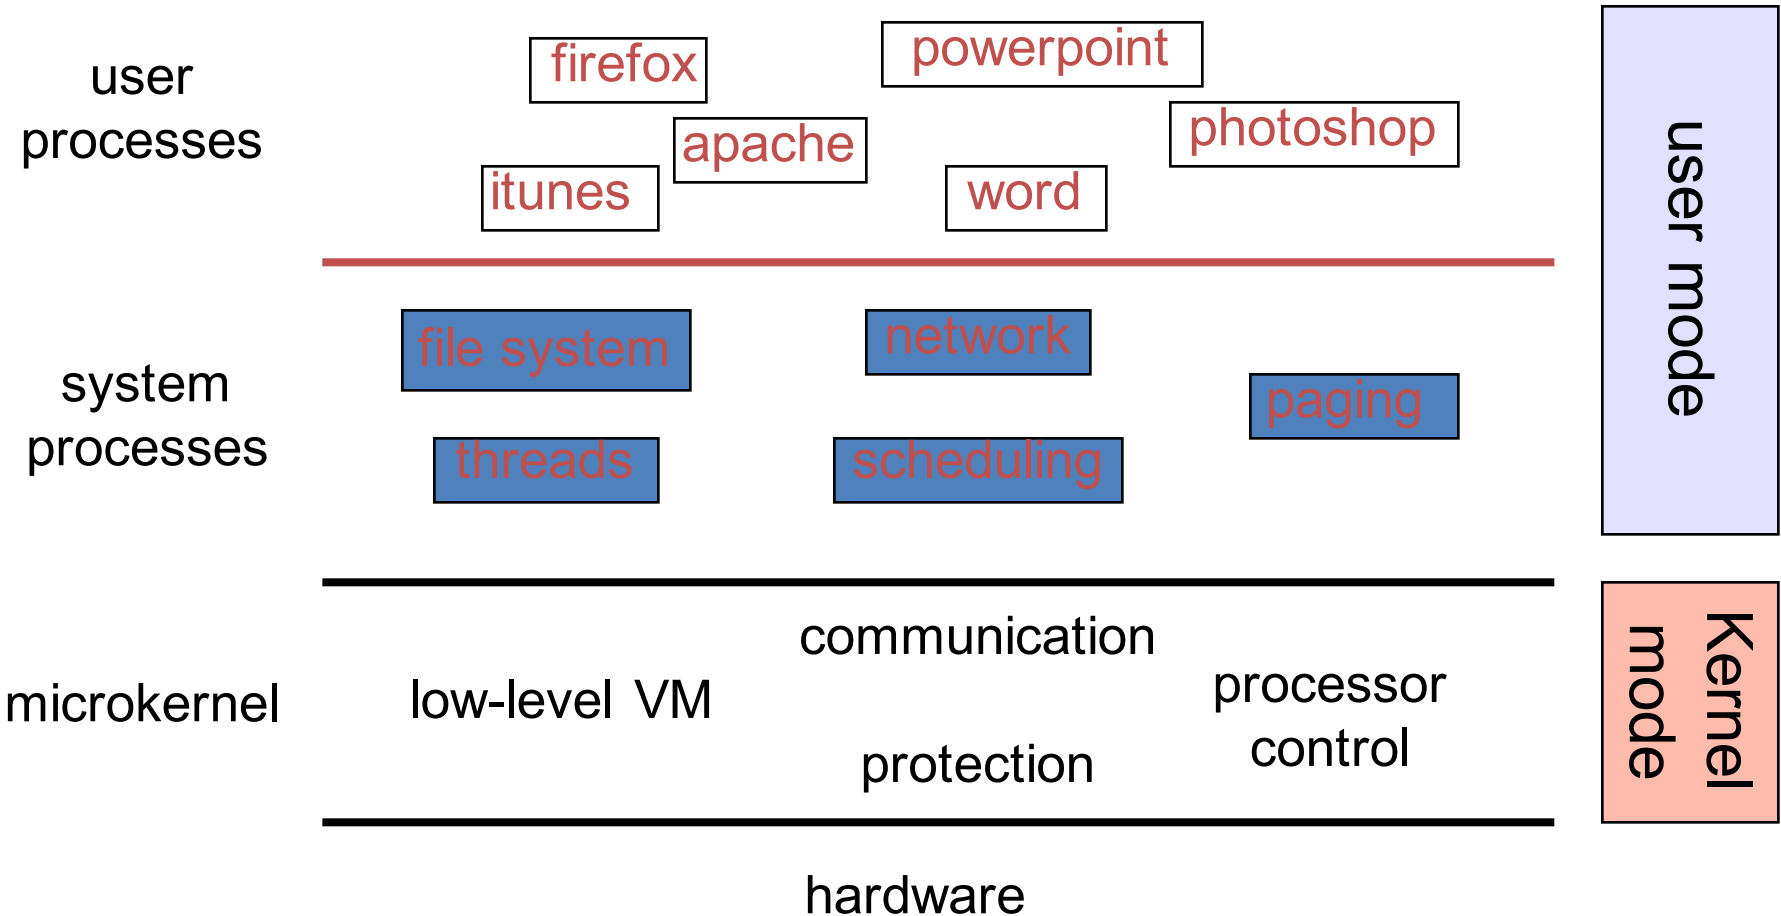 user
processes
firefox
powerpoint
apache
photoshop
itunes
word
user mode
system
processes
file system
network
paging
threads
scheduling
microkernel
low-level VM
communication
protection
processor
control
Kernel
mode
hardware